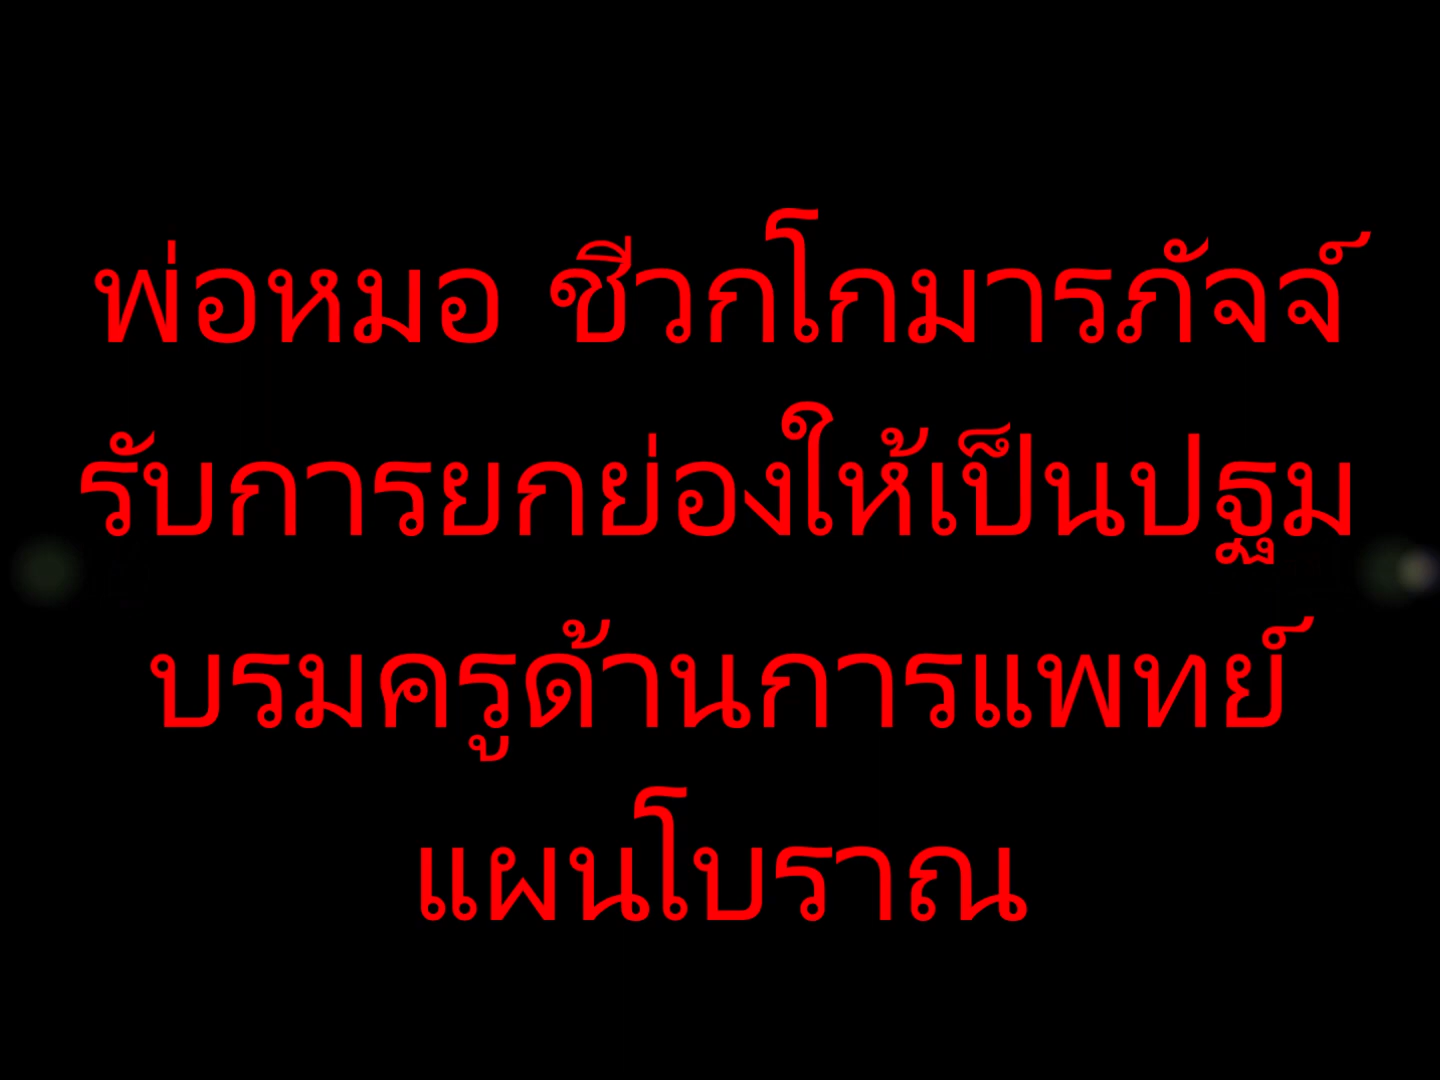 พ่อหมอ ชีวกโกมารภัจจ์
รับการยกย่องให้เป็นปฐม
บรมครูด้านการแพทย์
แผนโบราณ